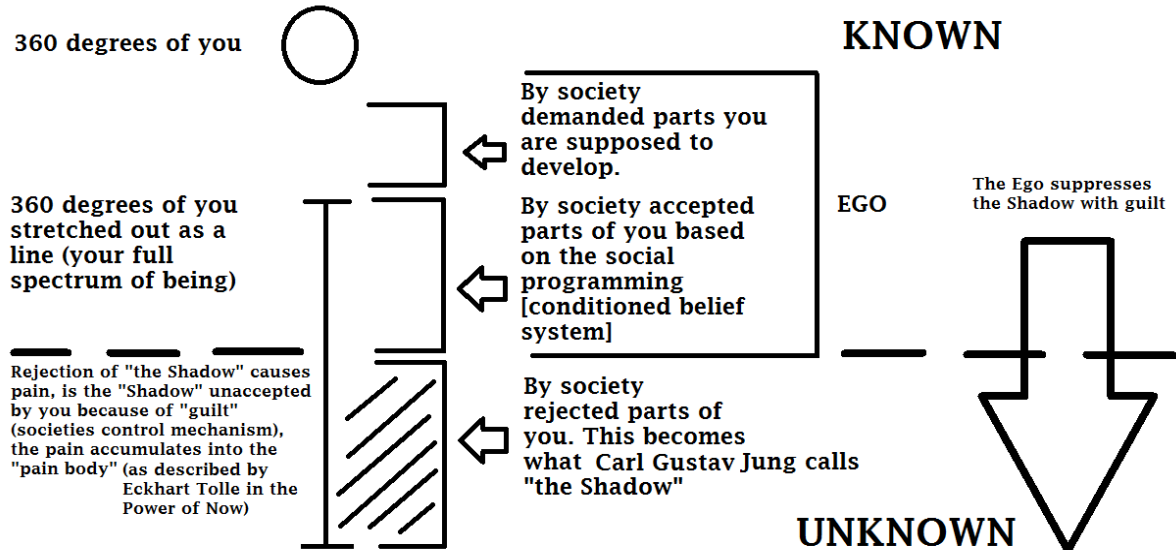 360 degrees of you
KNOWN
By society
demanded parts you
are supposed to
develop.
360 degrees of you
stretched out as a
line (your full
spectrum of being)
By society accepted
parts of you based
on the social
programming
[conditioned belief
system]
EGO
The Ego suppresses
the Shadow with guilt
Rejection of "the Shadow" causes
pain, is the "Shadow" unaccepted
by you because of "guilt"
(societies control mechanism),
the pain accumulates into the
"pain body" (as described by
Eckhart Tolle in the
Power of Now)
By society
rejected parts of
you. This becomes
what Carl Gustav Jung calls
"the Shadow"
UNKNOWN